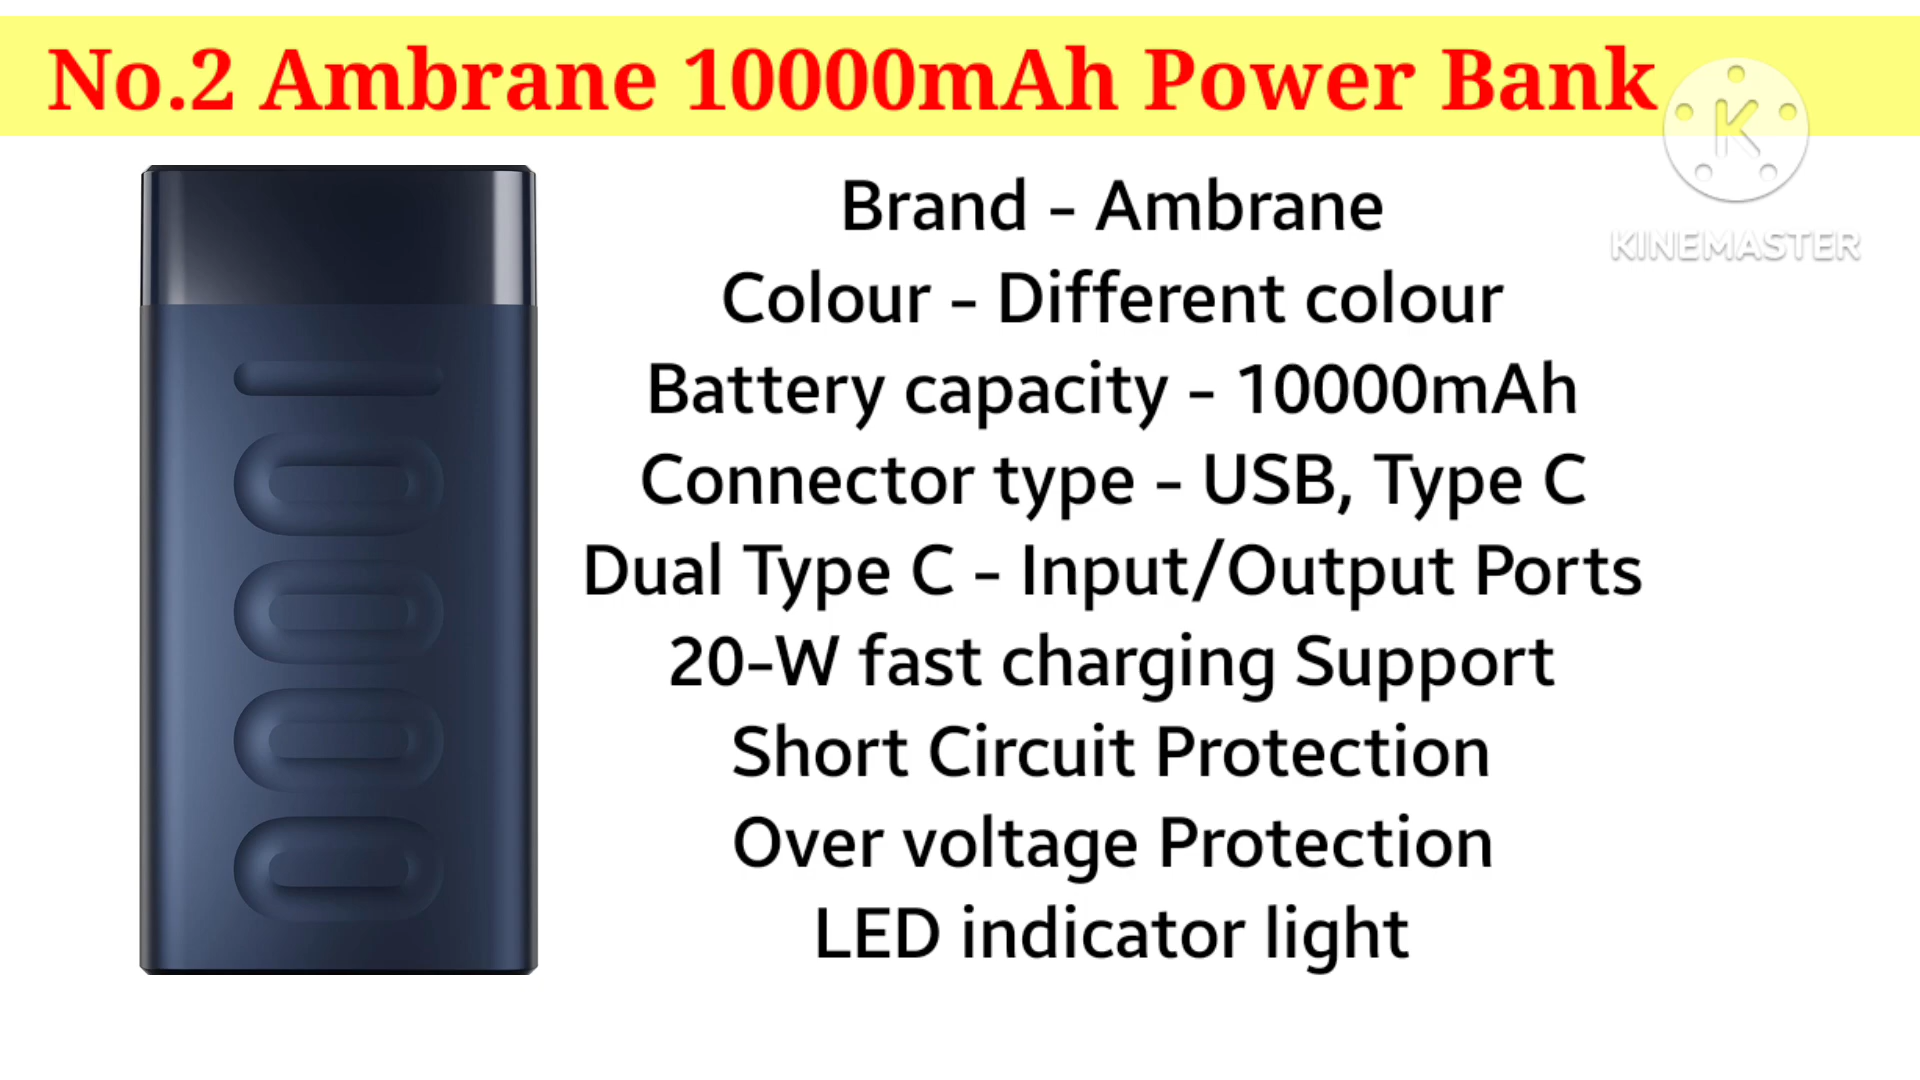 No.2 Ambrane 10000mAh Power Bank
K
KINEMASTER
Brand - Ambrane
Colour - Different colour
Battery capacity - 10000mAh
Connector type - USB, Type C
Dual Type C - Input/Output Ports
20-W fast charging Support
Short Circuit Protection
Over voltage Protection
LED indicator light
10000